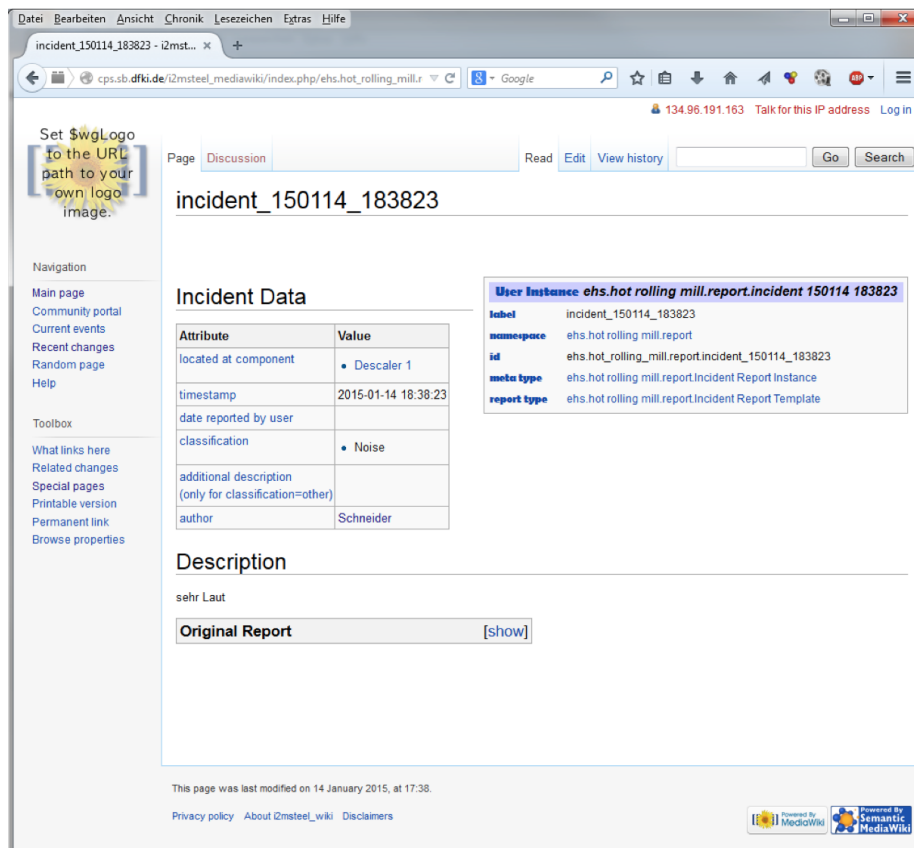 Datei Bearbeiten Ansicht Chronik Lesezeichen Extras Hilfe
incident_150114_183823 - i2mst... × +
cps.sb.dfki.de/i2msteel_mediawiki/index.php/ehs.hot_rolling_mill.r
8 Google
ABP
134.96.191.163 Talk for this IP address Log in
Set $wgLogo
to the URL
path to your
own logo
image.
Page Discussion Read Edit View history Go Search
incident_150114_183823
Navigation
Main page
Community portal
Current events
Recent changes
Random page
Help
Toolbox
What links here
Related changes
Special pages
Printable version
Permanent link
Browse properties
Incident Data
Attribute Value
located at component • Descaler 1
timestamp 2015-01-14 18:38:23
date reported by user
classification • Noise
additional description
(only for classification=other)
author Schneider
User Instance ehs.hot rolling mill.report.incident 150114 183823
label incident_150114_183823
namespace ehs.hot rolling mill.report
id ehs.hot_rolling_mill.report.incident_150114_183823
meta type ehs.hot rolling mill.report.Incident Report Instance
report type ehs.hot rolling mill.report.Incident Report Template
Description
sehr Laut
Original Report [show]
This page was last modified on 14 January 2015, at 17:38.
Privacy policy About i2msteel_wiki Disclaimers
Powered By
MediaWiki
Powered By
Semantic
MediaWiki